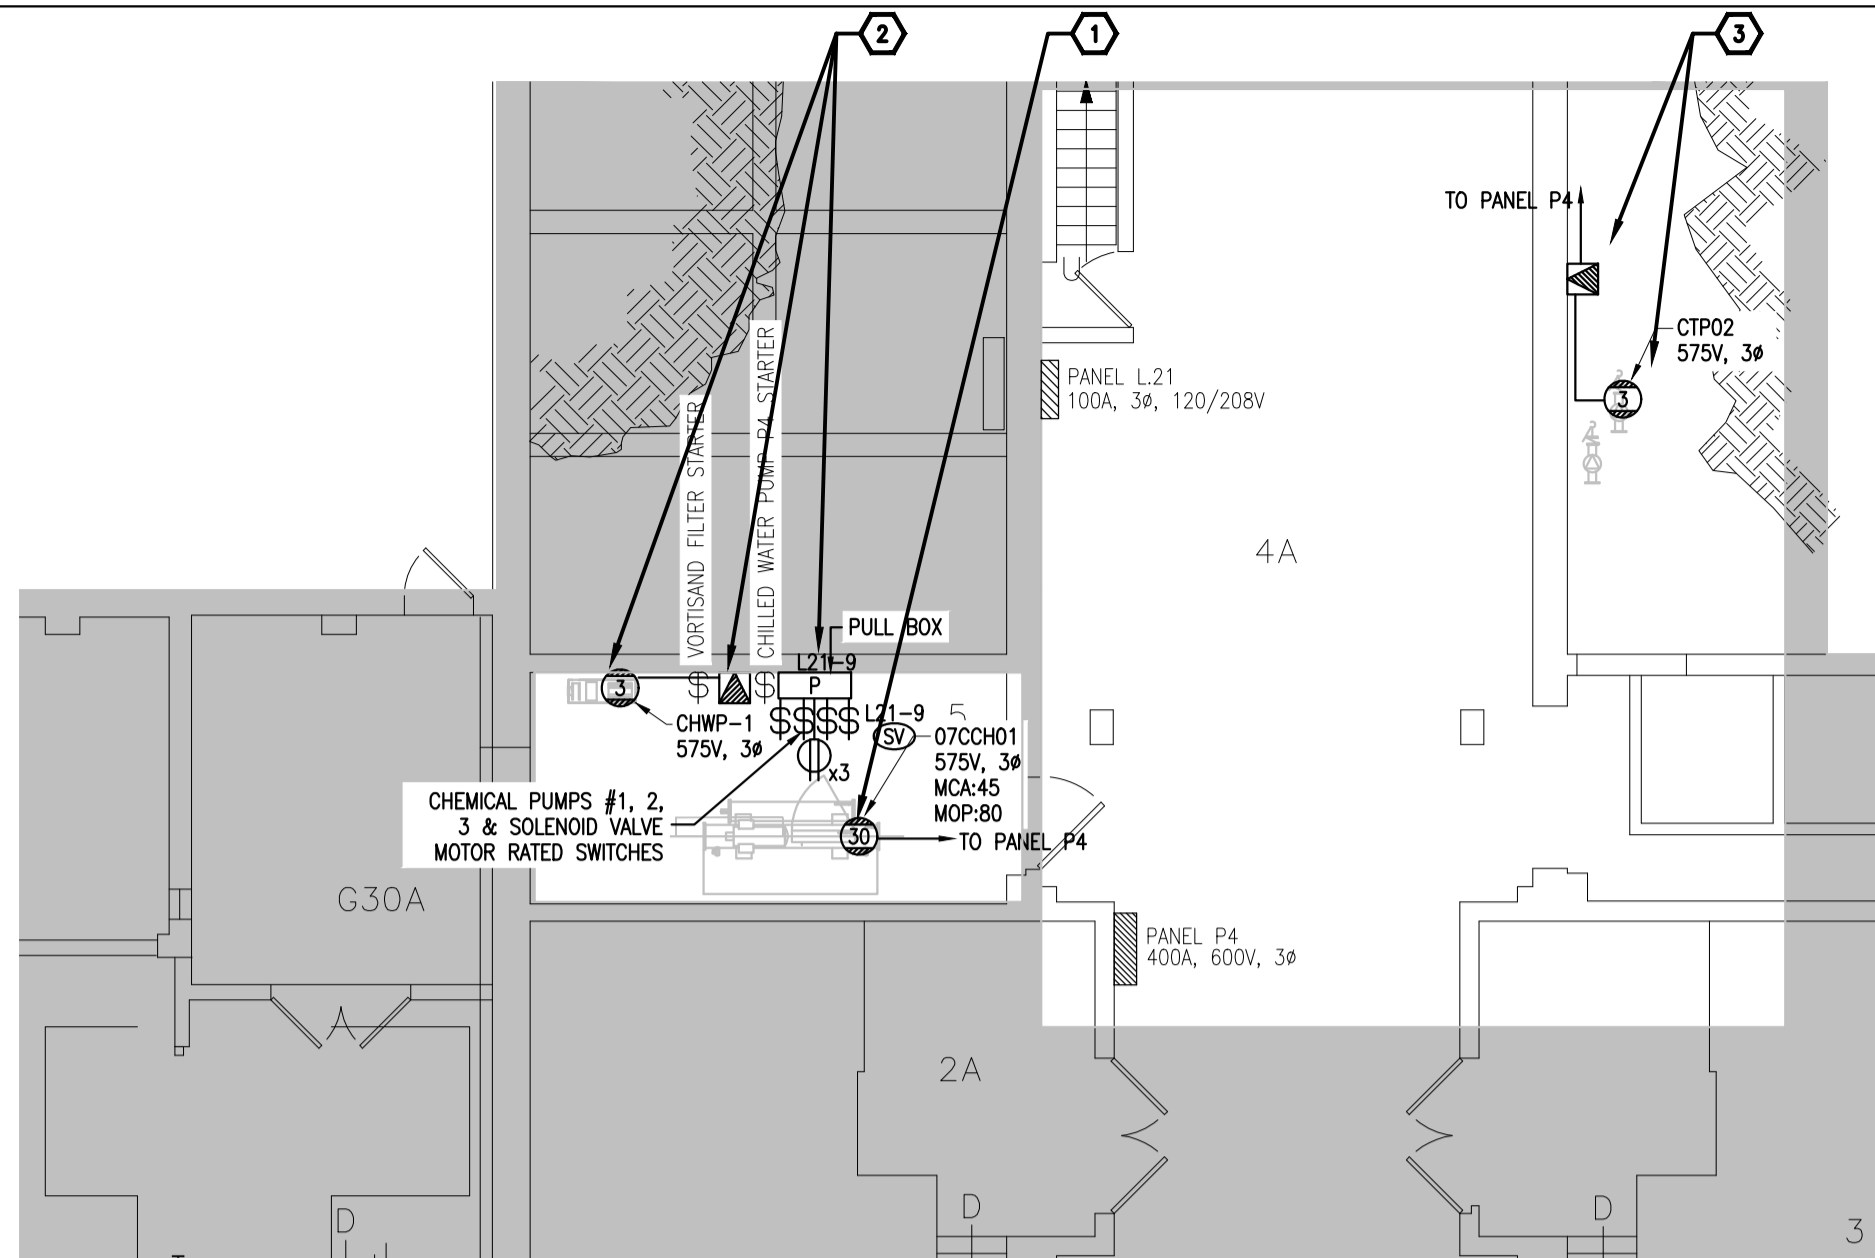 2
1
3
TO PANEL P4
CTP02
575V, 3ø
3
PANEL L.21
100A, 3ø, 120/208V
4A
VORTISAND FILTER STARTER
CHILLED WATER PUMP P4 STARTER
PULL BOX
L21-9
P
3
$
$
$$$$
CHWP-1
575V, 3ø
L21-9
5
SV
07CCH01
575V, 3ø
MCA:45
MOP:80
x3
CHEMICAL PUMPS #1, 2,
3 & SOLENOID VALVE
MOTOR RATED SWITCHES
30
TO PANEL P4
G30A
PANEL P4
400A, 600V, 3ø
2A
D
D
D
3